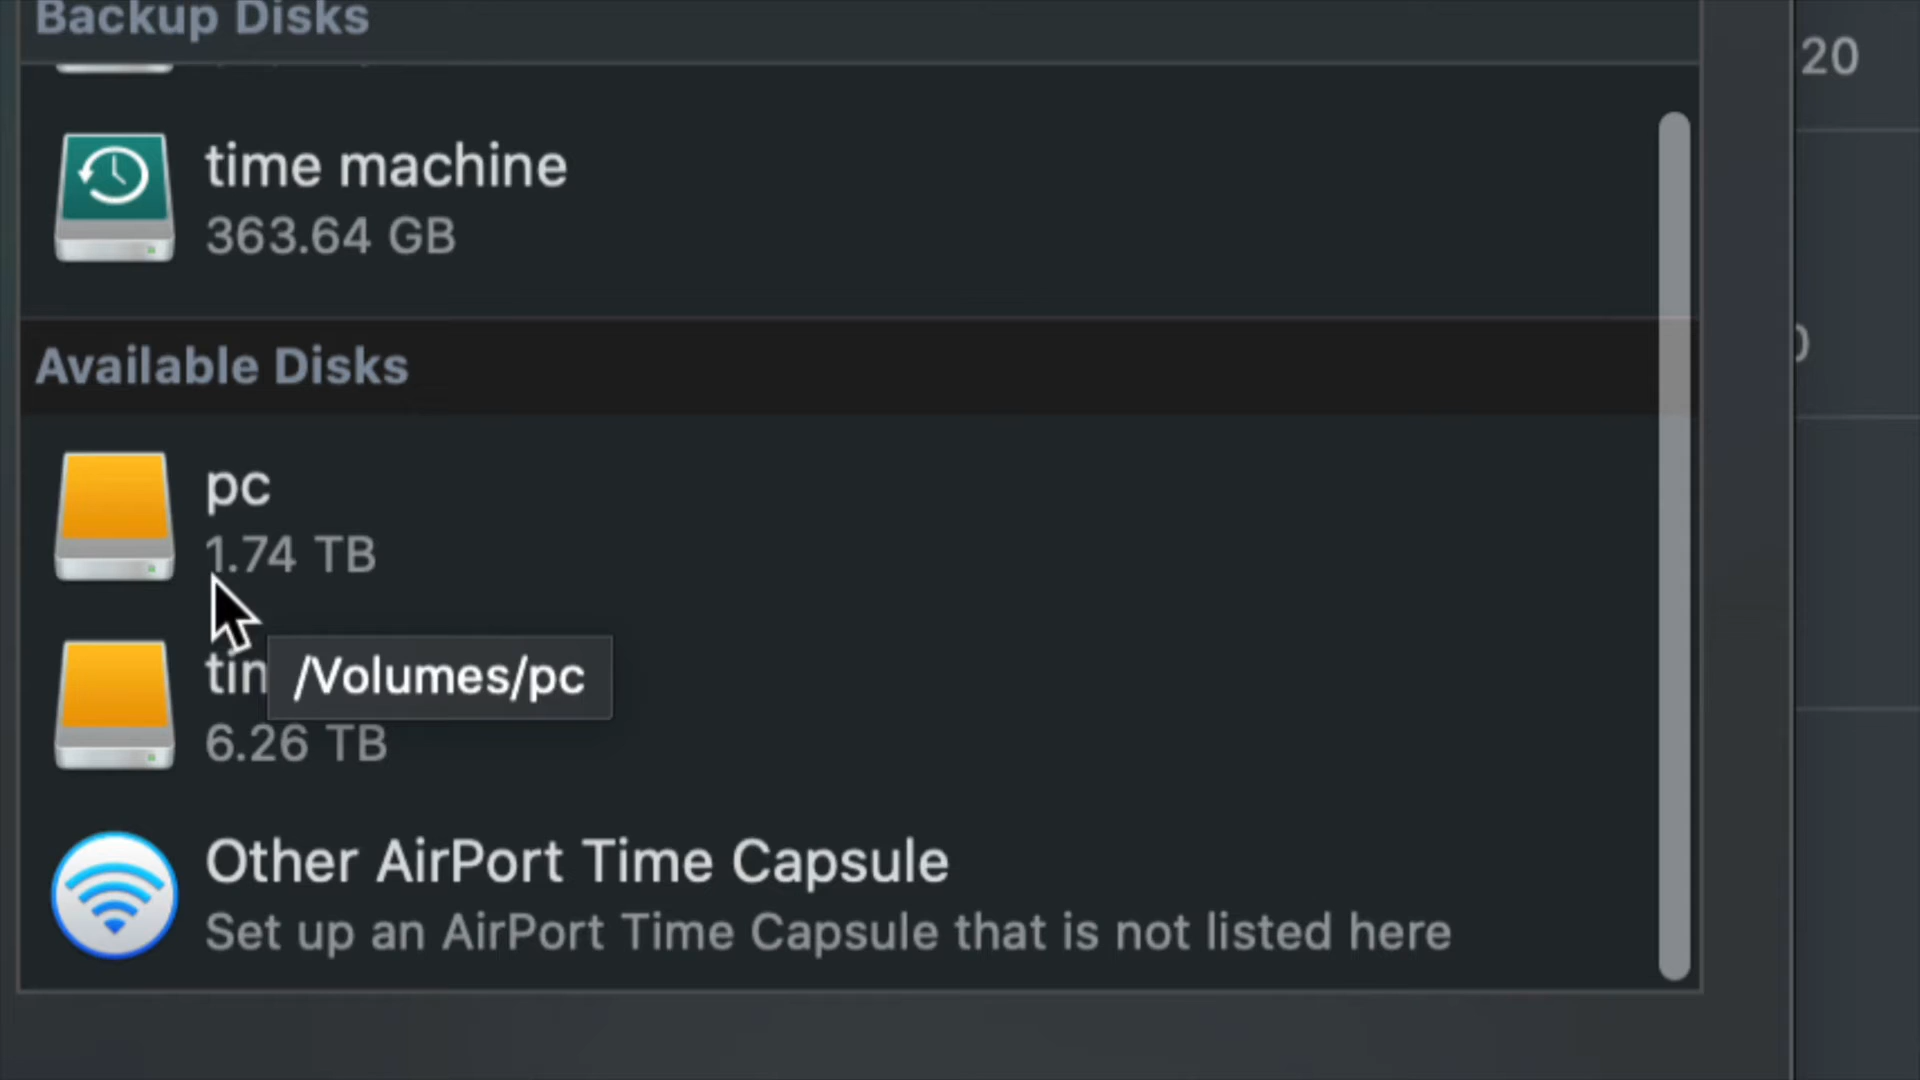 Backup Disks
20
time machine
363.64 GB
Available Disks
pc
1.74 TB
/Volumes/pc
6.26 TB
Other AirPort Time Capsule
Set up an AirPort Time Capsule that is not listed here